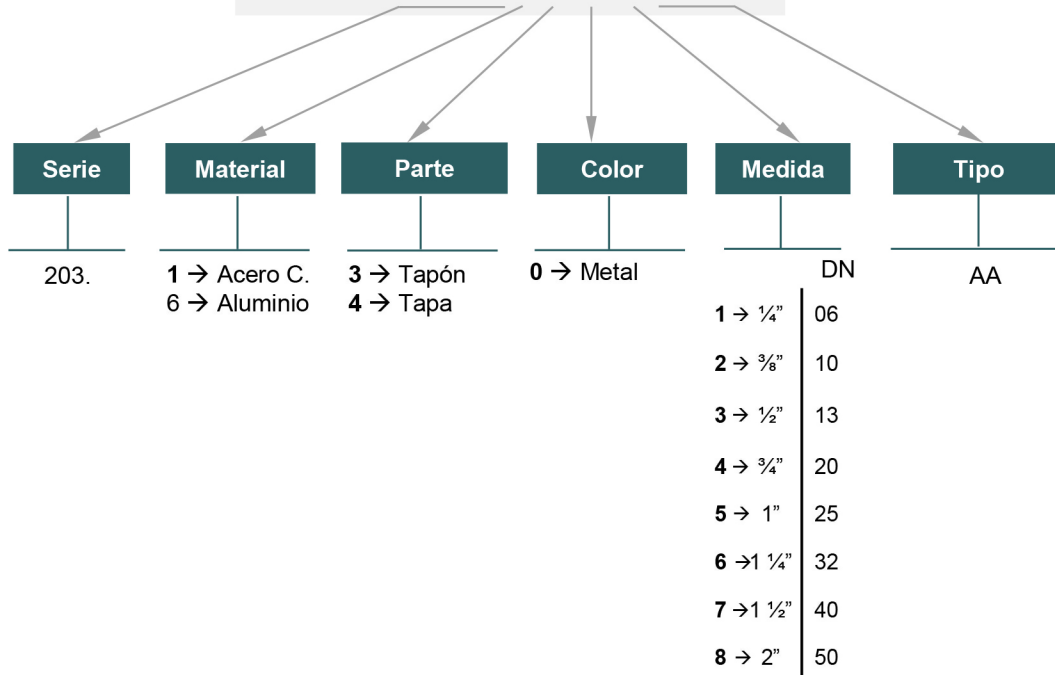 Serie
Material
Parte
Color
Medida
Tipo
203.
1 → Acero C.
6 → Aluminio
3 → Tapón
4 → Tapa
0 → Metal
DN
AA
1 → ¼” 06
2 → ⅜” 10
3 → ½” 13
4 → ¾” 20
5 → 1” 25
6 →1 ¼” 32
7 →1 ½” 40
8 → 2” 50